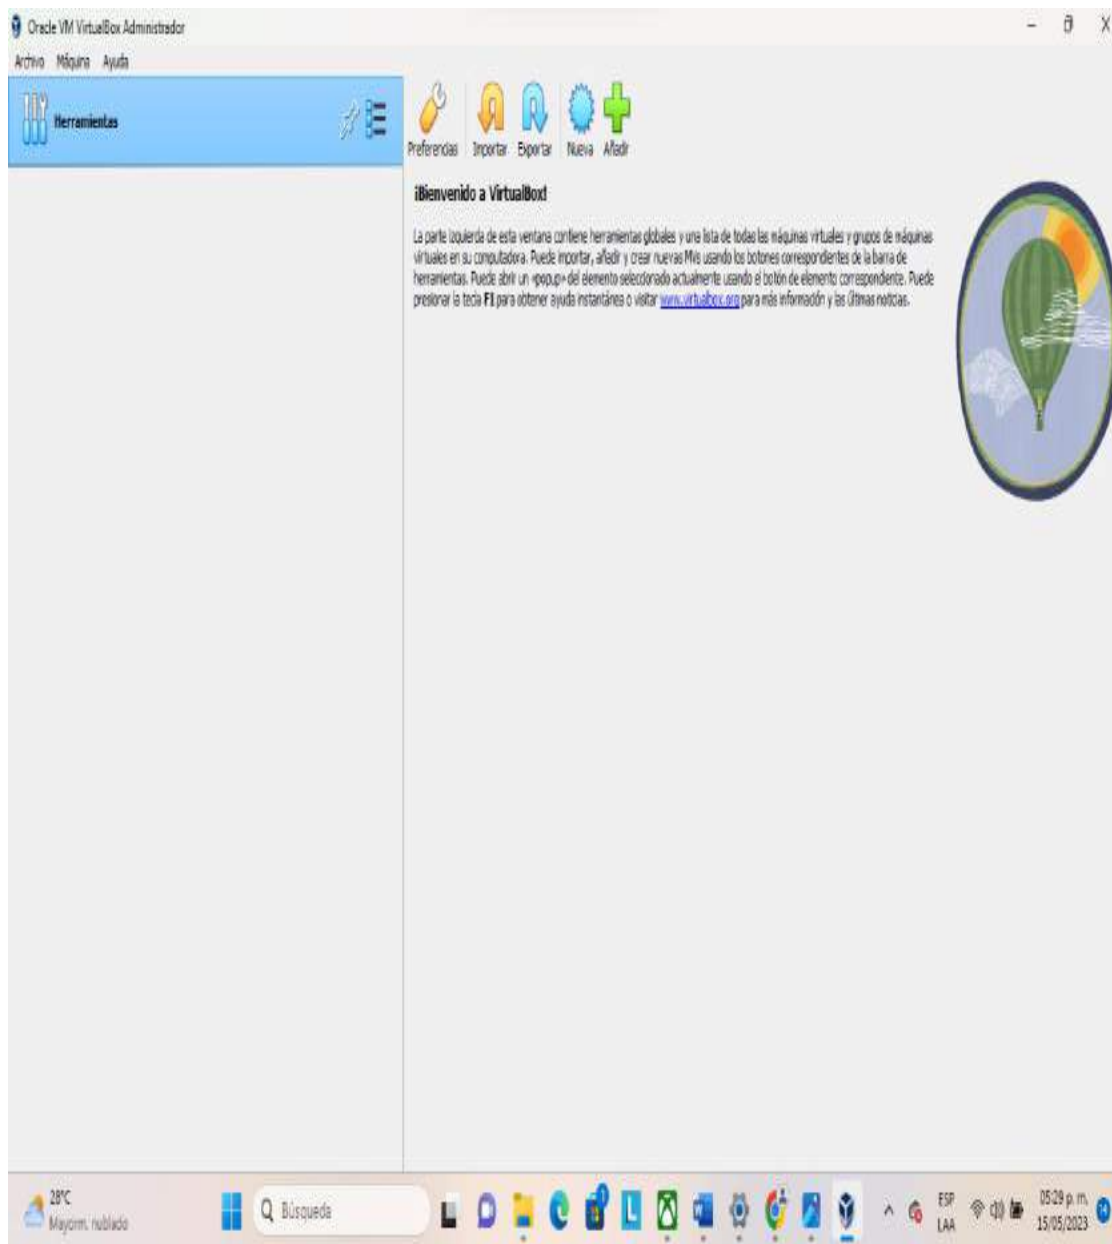 Oracle VM VirtualBox Administrador
Archivo Máquina Ayuda
Herramientas
Preferencias Importar Exportar Nueva Añadir
¡Bienvenido a VirtualBox!
La parte izquierda de esta ventana contiene herramientas globales y una lista de todas las máquinas virtuales y grupos de máquinas
virtuales en su computadora. Puede importar, añadir y crear nuevas MVs usando los botones correspondientes de la barra de
herramientas. Puede abrir un «popup» del elemento seleccionado actualmente usando el botón de elemento correspondiente. Puede
presionar la tecla F1 para obtener ayuda instantánea o visitar www.virtualbox.org para más información y las últimas noticias.
28°C
Mayorm. nublado
Búsqueda
1
L
W
ESP
LAA
05:29 p. m.
15/05/2023
14